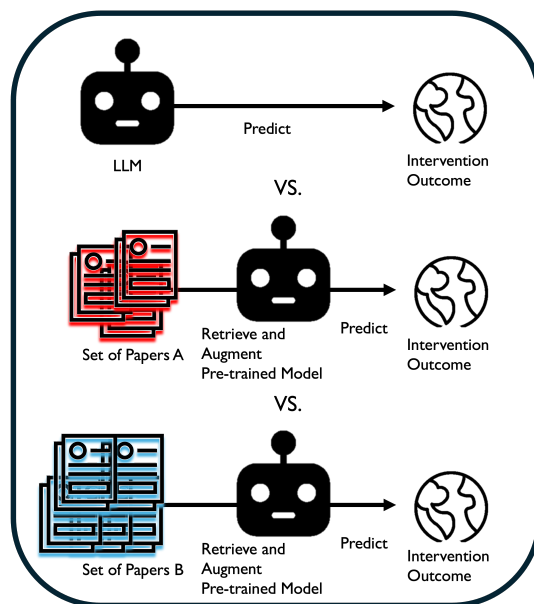 Predict
LLM
Intervention
Outcome
VS.
Predict
Set of Papers A
Retrieve and
Augment
Pre-trained Model
Intervention
Outcome
VS.
Predict
Set of Papers B
Retrieve and
Augment
Pre-trained Model
Intervention
Outcome